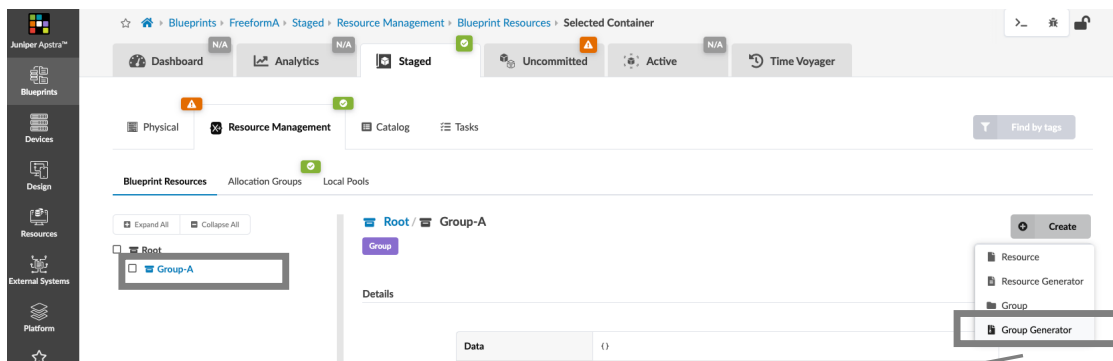 Juniper Apstra™
Blueprints
Devices
Design
Resources
External Systems
Platform
Blueprints › FreeformA › Staged › Resource Management › Blueprint Resources › Selected Container
>_
Dashboard N/A
Analytics N/A
Staged
Uncommitted
Active N/A
Time Voyager
Physical
Resource Management
Catalog
Tasks
Find by tags
Blueprint Resources
Allocation Groups
Local Pools
Expand All
Collapse All
Root
Group-A
Root / Group-A
Group
Create
Resource
Resource Generator
Group
Group Generator
Details
Data {}